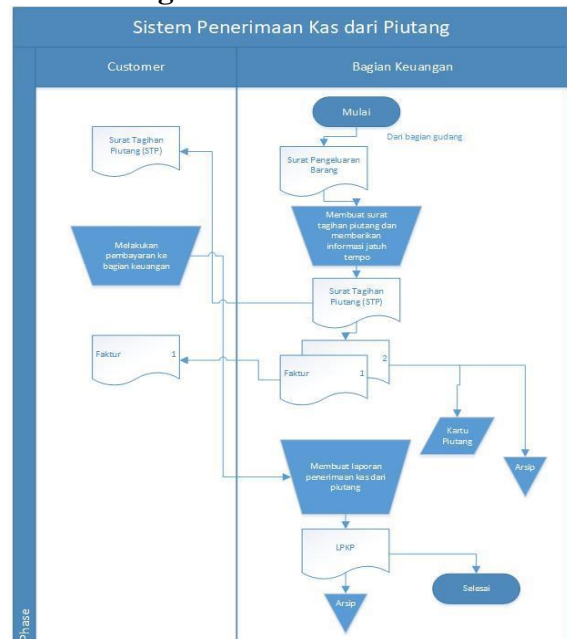 Sistem Penerimaan Kas dari Piutang
Customer
Bagian Keuangan
Mulai
Dari bagian gudang
Surat Tagihan
Piutang (STP)
Surat Pengeluaran
Barang
Membuat surat
tagihan piutang dan
memberikan
informasi jatuh
tempo
Melakukan
pembayaran ke
bagian keuangan
Surat Tagihan
Piutang (STP)
Faktur 1
2
Faktur 1
Kartu
Piutang
Arsip
Membuat laporan
penerimaan kas dari
piutang
LPKP
Selesai
Arsip
Phase